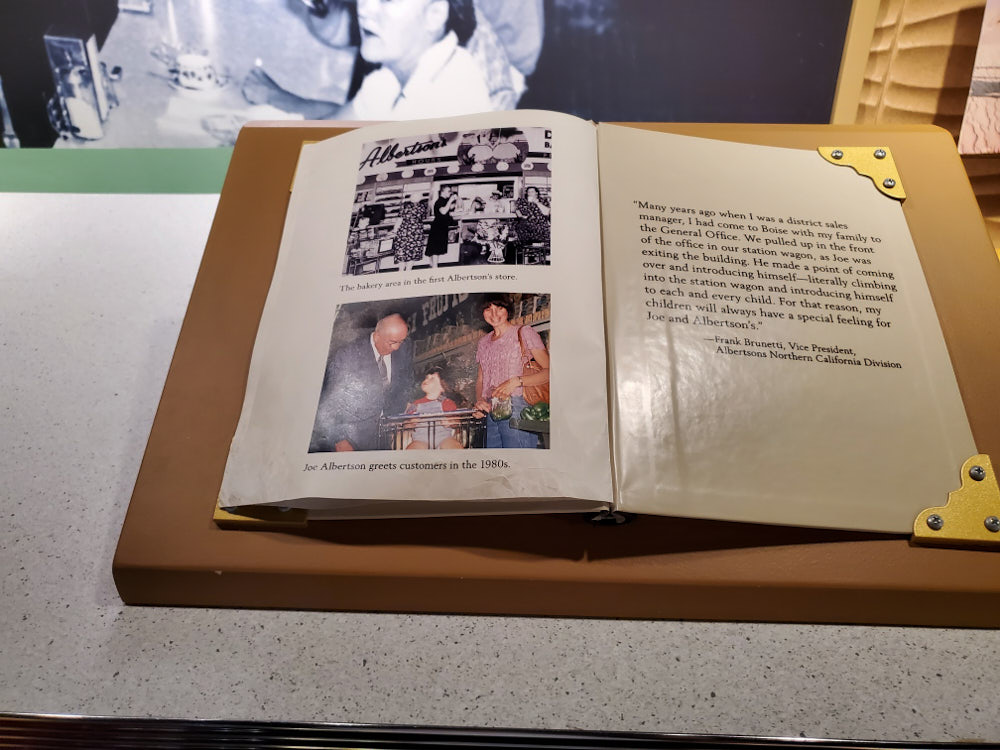 Albertson's
The bakery area in the first Albertson's store.
Joe Albertson greets customers in the 1980s.
"Many years ago when I was a district sales
manager, I had come to Boise with my family to
the General Office. We pulled up in the front
of the office in our station wagon, as Joe was
exiting the building. He made a point of coming
over and introducing himself—literally climbing
into the station wagon and introducing himself
to each and every child. For that reason, my
children will always have a special feeling for
Joe and Albertson's."
—Frank Brunetti, Vice President,
Albertsons Northern California Division